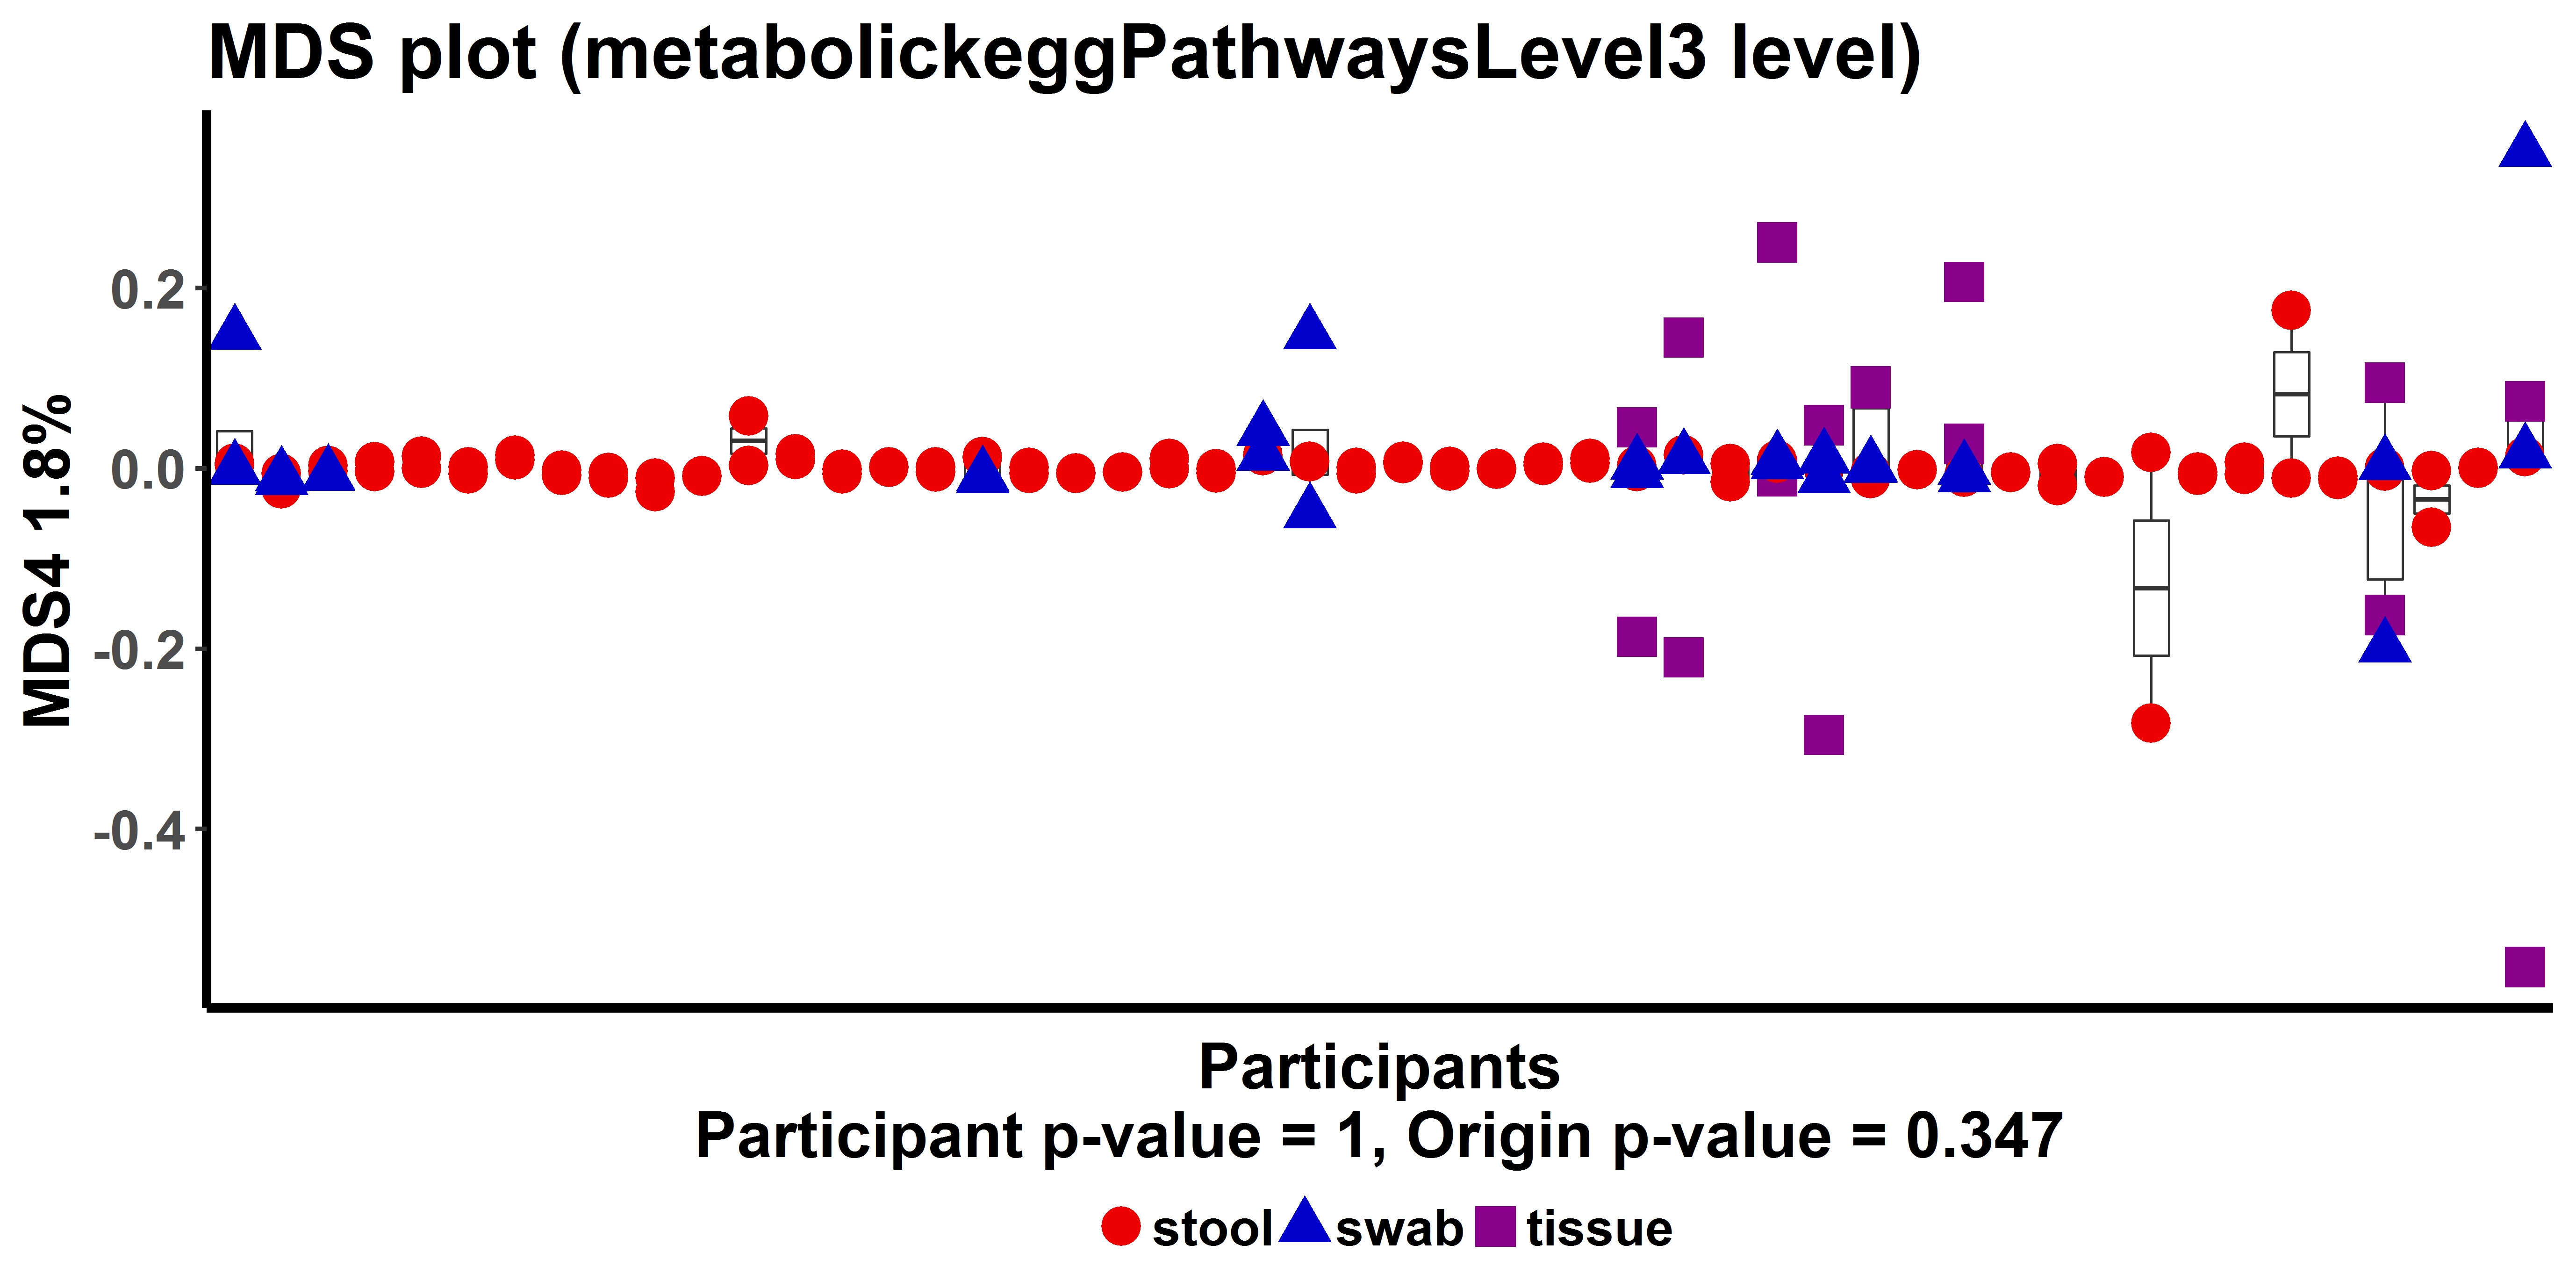 MDS plot (metabolickeggPathwaysLevel3 level)
MDS4 1.8%
0.2
0.0
-0.2
-0.4
Participants
Participant p-value = 1, Origin p-value = 0.347
stool swab tissue